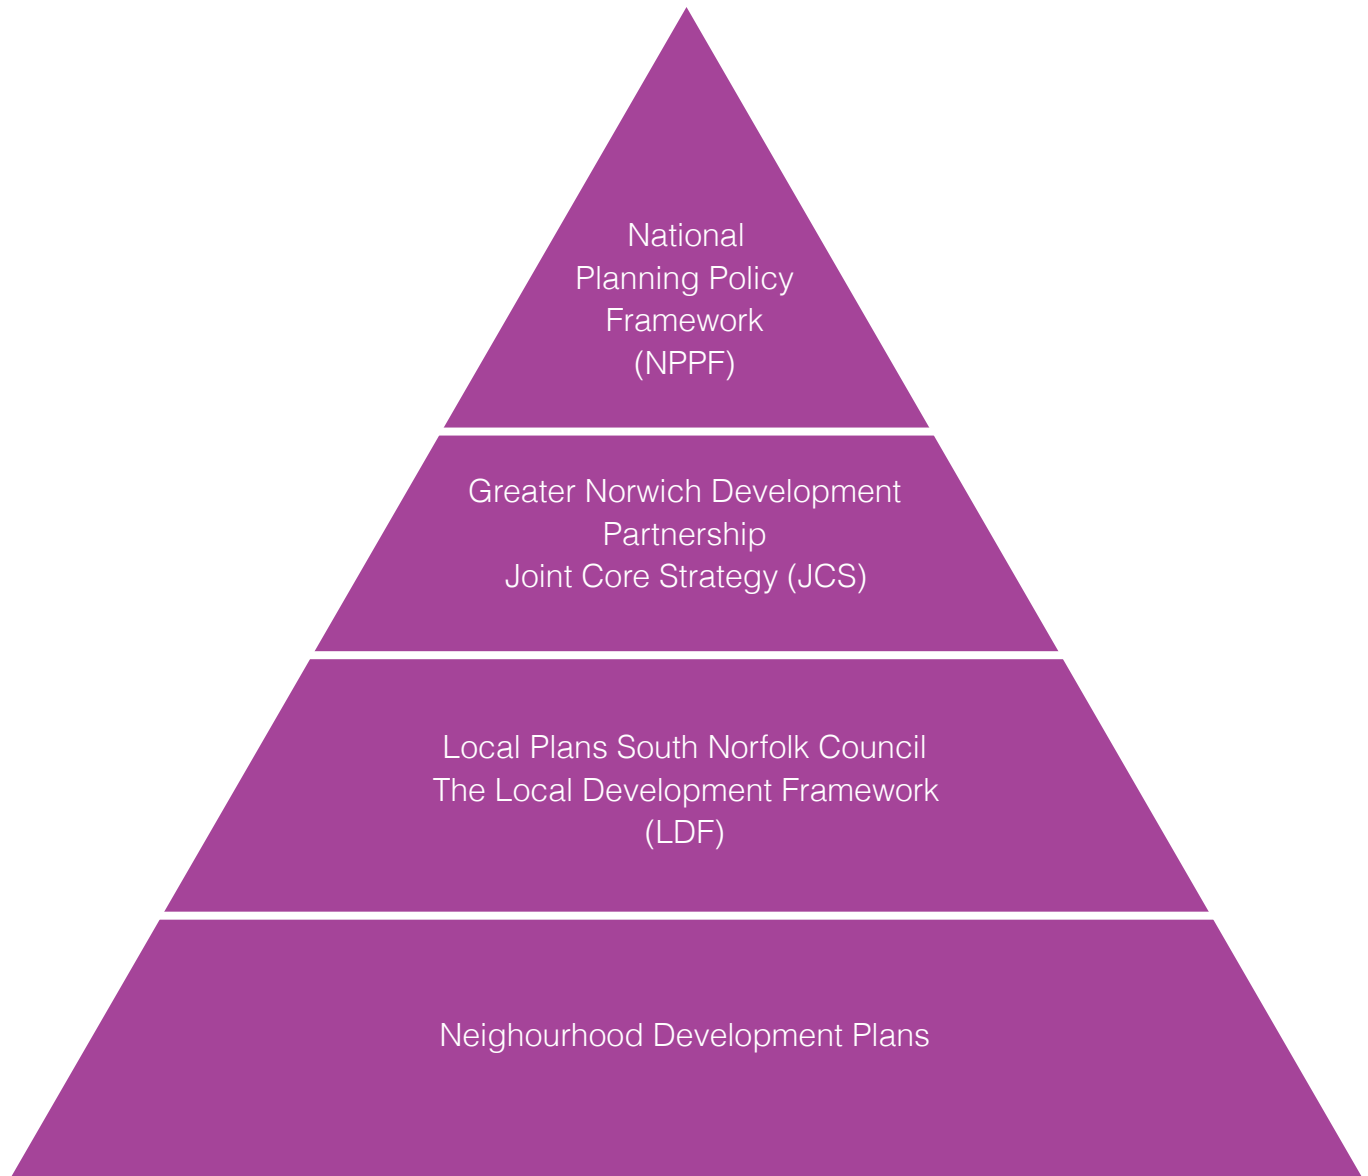 National
Planning Policy
Framework
(NPPF)
Greater Norwich Development
Partnership
Joint Core Strategy (JCS)
Local Plans South Norfolk Council
The Local Development Framework
(LDF)
Neighourhood Development Plans